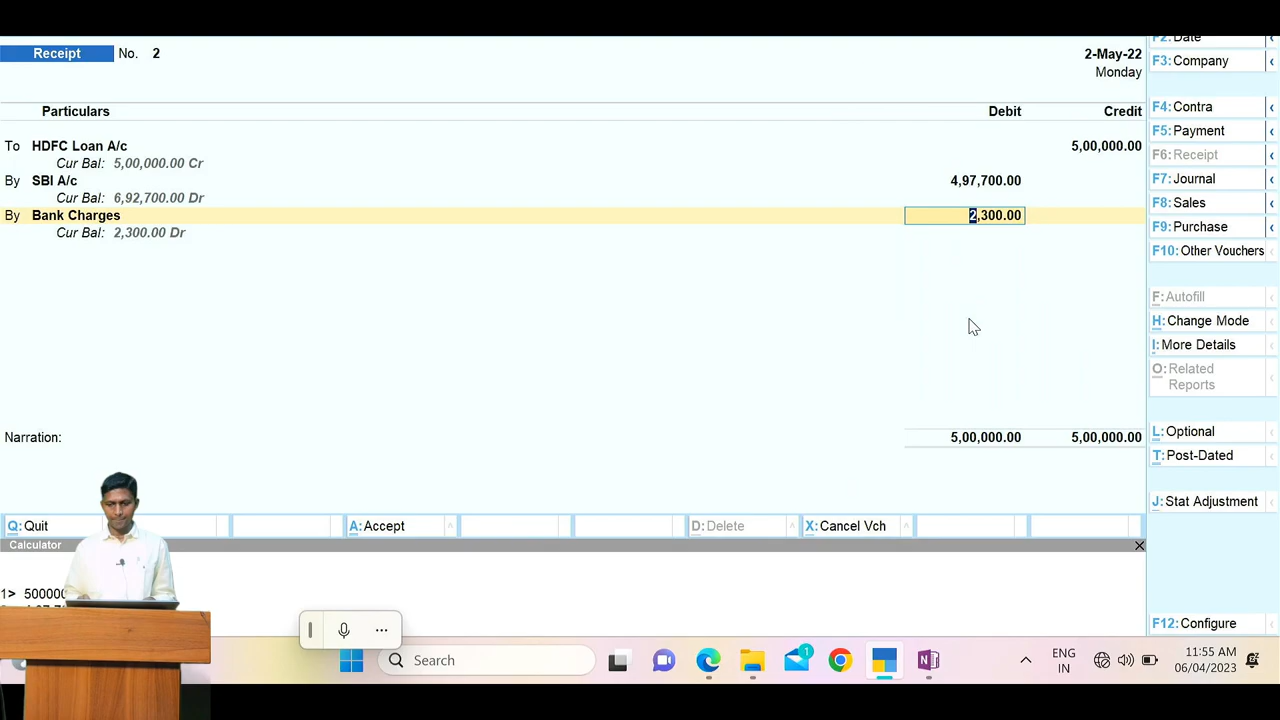 F2: Date
Receipt No. 2
2-May-22
Monday
F3: Company
Particulars Debit Credit
F4: Contra
F5: Payment
F6: Receipt
F7: Journal
F8: Sales
F9: Purchase
F10: Other Vouchers
To HDFC Loan A/c 5,00,000.00
Cur Bal: 5,00,000.00 Cr
By SBI A/c 4,97,700.00
Cur Bal: 6,92,700.00 Dr
By Bank Charges 2,300.00
Cur Bal: 2,300.00 Dr
F: Autofill
H: Change Mode
I: More Details
O: Related
Reports
L: Optional
T: Post-Dated
J: Stat Adjustment
Narration: 5,00,000.00 5,00,000.00
Q: Quit A: Accept D: Delete X: Cancel Vch
Calculator
1> 500000
F12: Configure
Search
1
ENG
IN
11:55 AM
06/04/2023